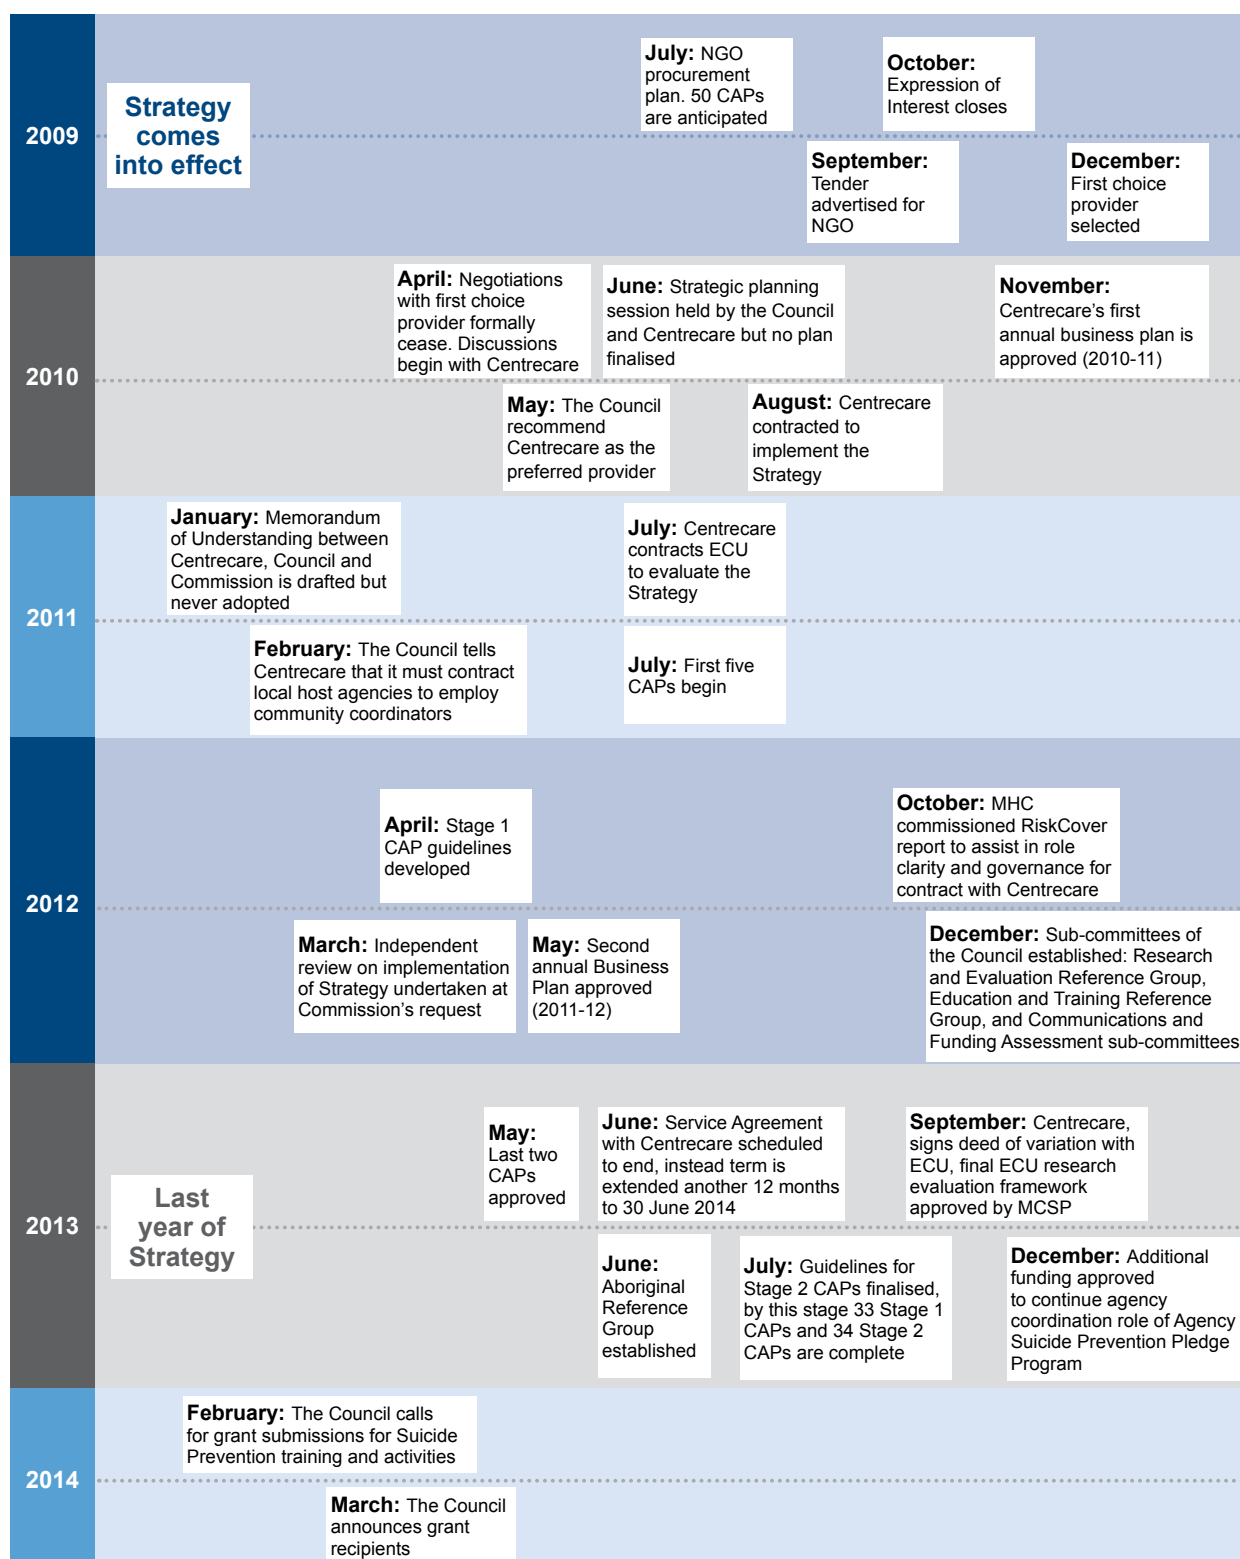 2009
Strategy
comes
into effect
July: NGO
procurement
plan. 50 CAPs
are anticipated
September:
Tender
advertised for
NGO
October:
Expression of
Interest closes
December:
First choice
provider
selected
2010
April: Negotiations
with first choice
provider formally
cease. Discussions
begin with Centrecare
May: The Council
recommend
Centrecare as the
preferred provider
June: Strategic planning
session held by the Council
and Centrecare but no plan
finalised
August: Centrecare
contracted to
implement the
Strategy
November:
Centrecare's first
annual business plan is
approved (2010-11)
2011
January: Memorandum
of Understanding between
Centrecare, Council and
Commission is drafted but
never adopted
February: The Council tells
Centrecare that it must contract
local host agencies to employ
community coordinators
July: Centrecare
contracts ECU
to evaluate the
Strategy
July: First five
CAPs begin
2012
March: Independent
review on implementation
of Strategy undertaken at
Commission's request
April: Stage 1
CAP guidelines
developed
May: Second
annual Business
Plan approved
(2011-12)
October: MHC
commissioned RiskCover
report to assist in role
clarity and governance for
contract with Centrecare
December: Sub-committees of
the Council established: Research
and Evaluation Reference Group,
Education and Training Reference
Group, and Communications and
Funding Assessment sub-committees
2013
Last
year of
Strategy
May:
Last two
CAPs
approved
June: Service Agreement
with Centrecare scheduled
to end, instead term is
extended another 12 months
to 30 June 2014
June:
Aboriginal
Reference
Group
established
July: Guidelines for
Stage 2 CAPs finalised,
by this stage 33 Stage 1
CAPs and 34 Stage 2
CAPs are complete
September: Centrecare,
signs deed of variation with
ECU, final ECU research
evaluation framework
approved by MCSP
December: Additional
funding approved
to continue agency
coordination role of Agency
Suicide Prevention Pledge
Program
2014
February: The Council calls
for grant submissions for Suicide
Prevention training and activities
March: The Council
announces grant
recipients